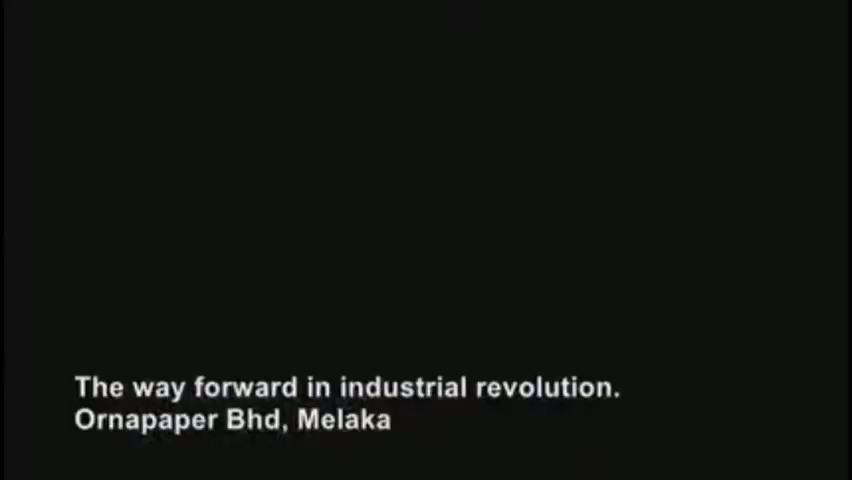 The way forward in industrial revolution.
Ornapaper Bhd, Melaka